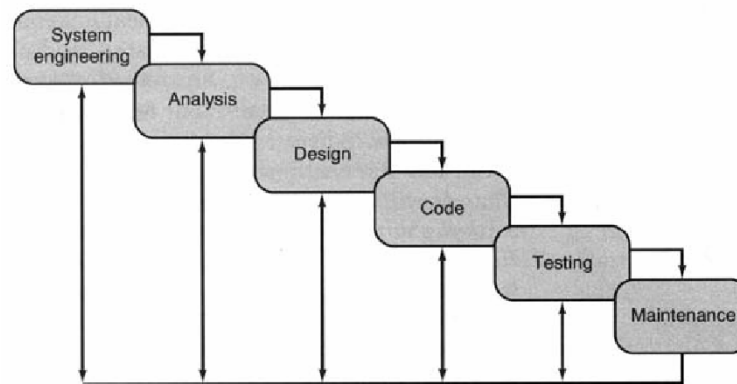 System
engineering
Analysis
Design
Code
Testing
Maintenance